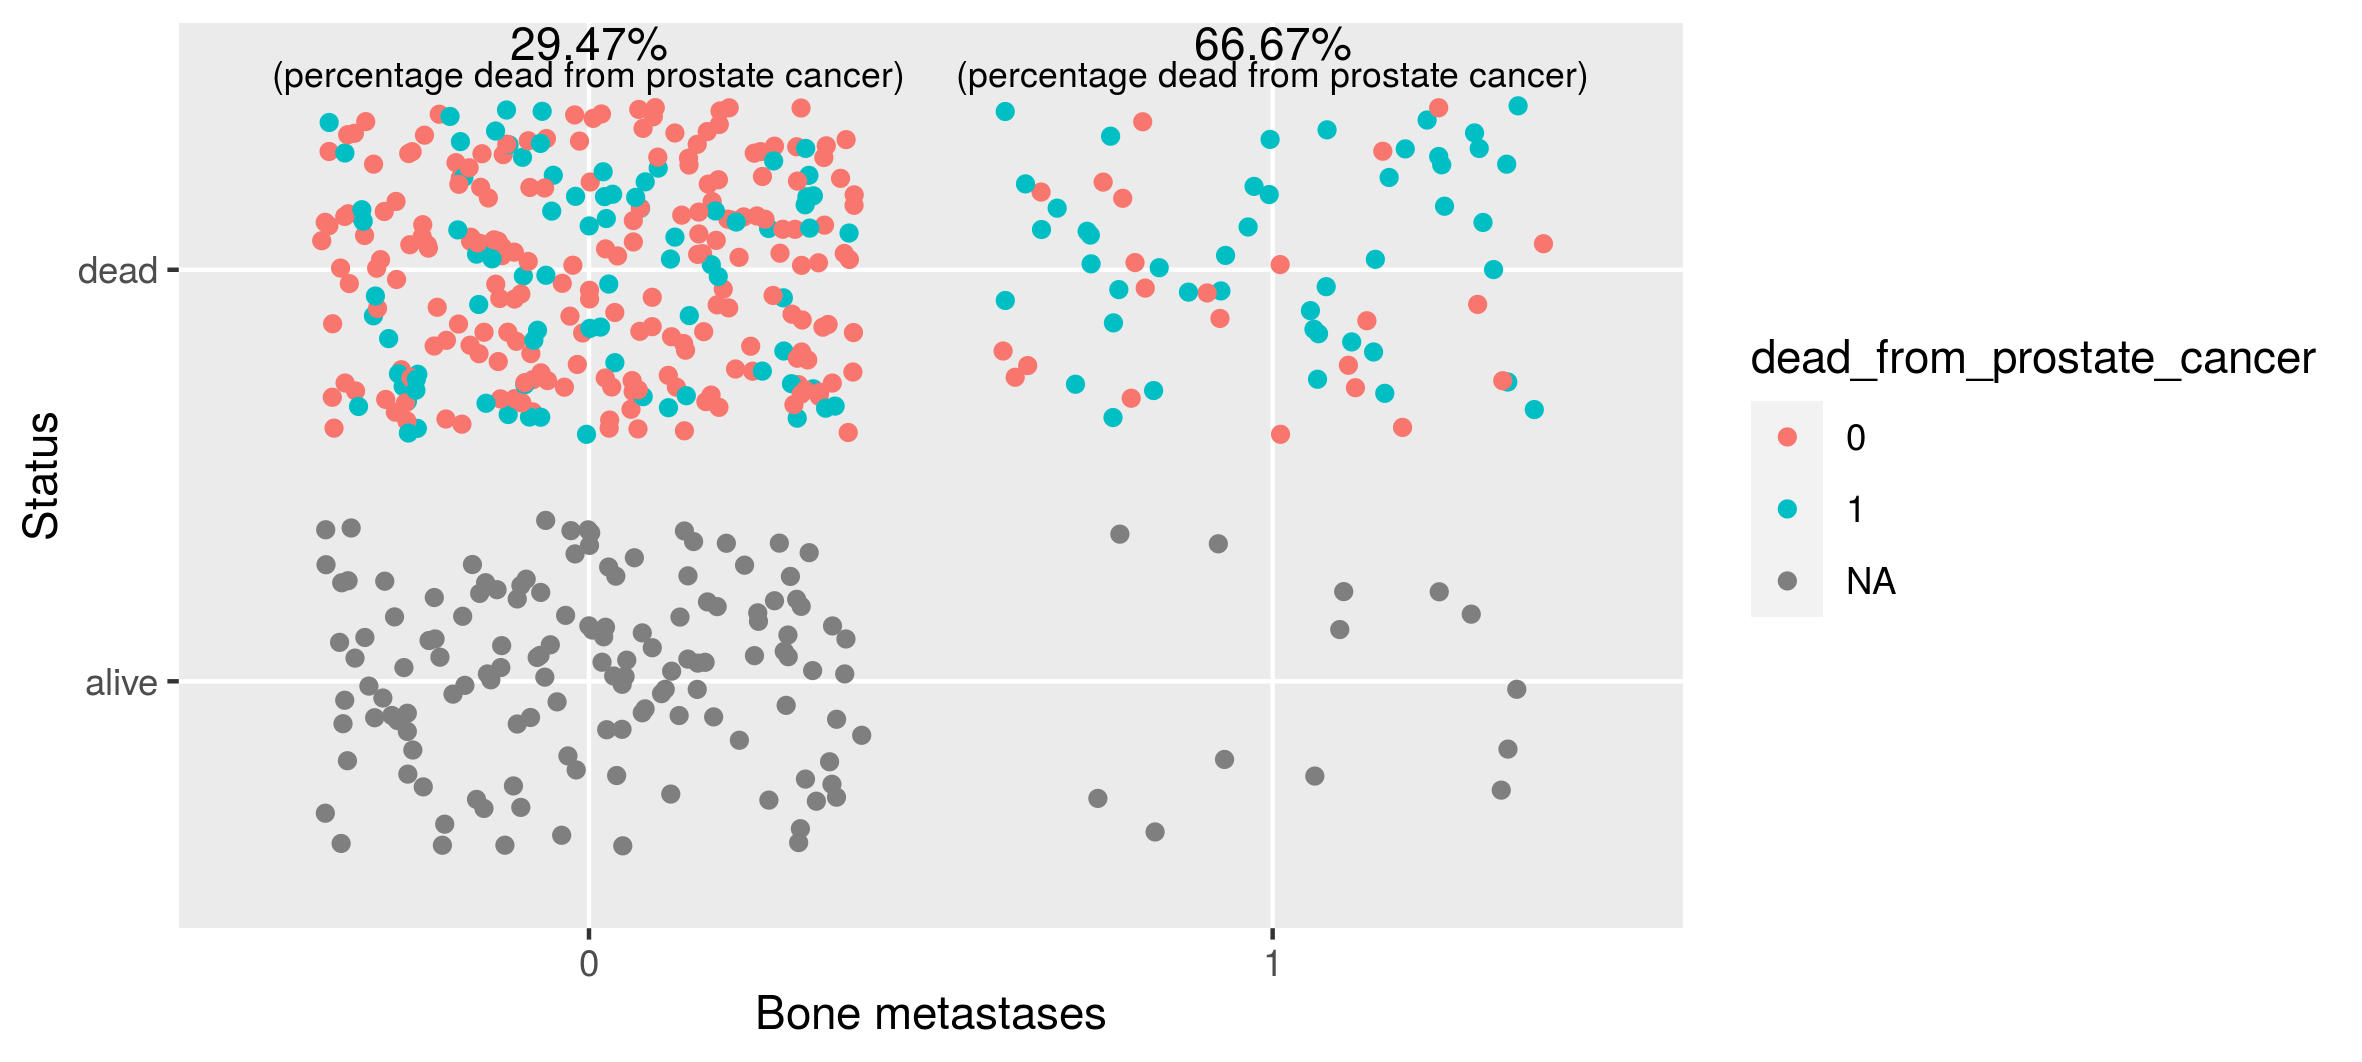 29.47%
(percentage dead from prostate cancer)
66.67%
(percentage dead from prostate cancer)
dead
alive
Status
0
1
Bone metastases
dead_from_prostate_cancer
0
1
NA